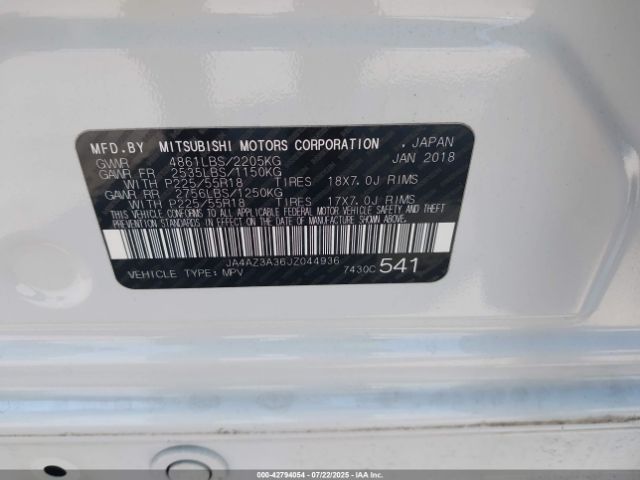 MFD.BY MITSUBISHI MOTORS CORPORATION . JAPAN
GVWR 4861LBS/2205KG JAN 2018
GAWR FR 2535LBS/1150KG
WITH P225/55R18 TIRES 18X7.0J RIMS
GAWR RR 2756LBS/1250KG
WITH P225/55R18 TIRES 17X7.0J RIMS
THIS VEHICLE CONFORMS TO ALL APPLICABLE FEDERAL MOTOR VEHICLE SAFETY AND THEFT
PREVENTION STANDARDS IN EFFECT ON THE DATE OF MANUFACTURE SHOWN ABOVE.
JA4AZ3A36JZ044936
VEHICLE TYPE: MPV 7430C 541
000-42794054 | 07/22/2025 | IAAI.COM